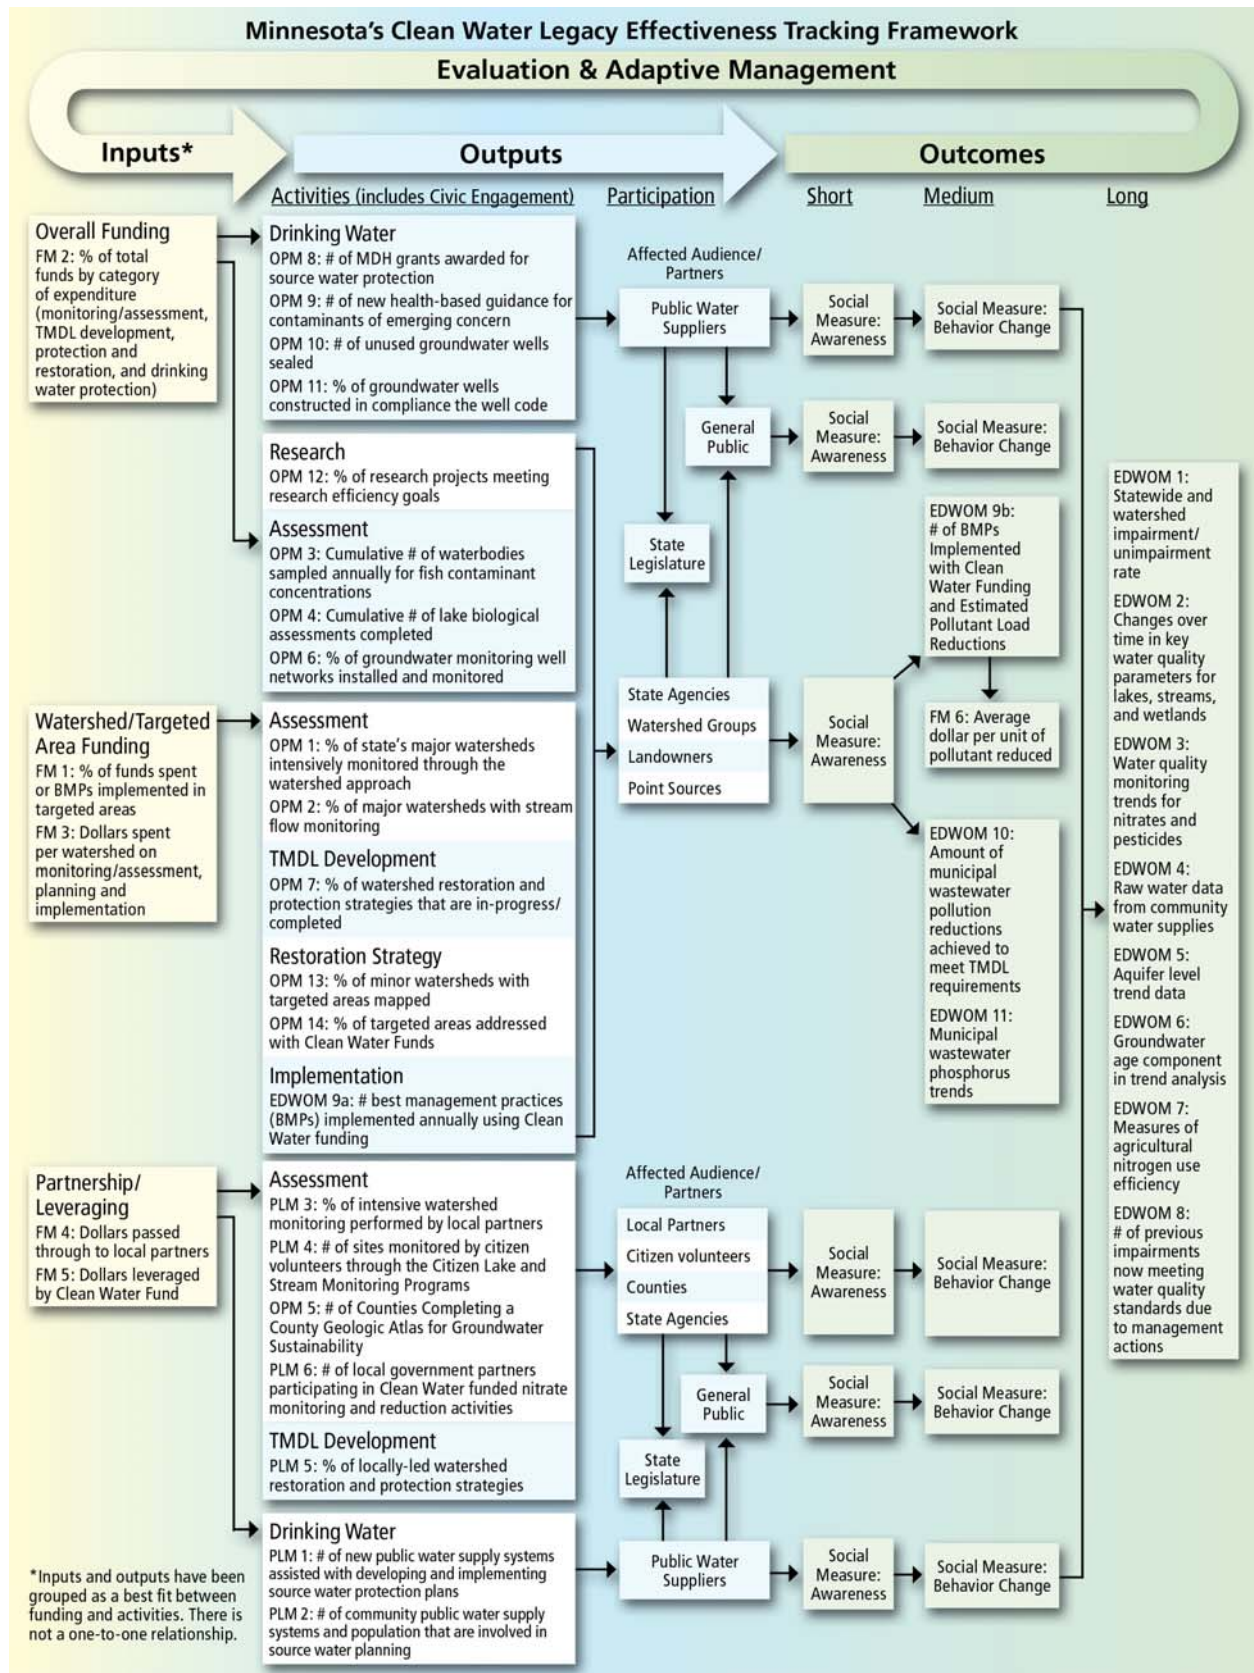 Minnesota's Clean Water Legacy Effectiveness Tracking Framework
Evaluation & Adaptive Management
Inputs*
Outputs
Outcomes
Activities (includes Civic Engagement)
Participation
Short
Medium
Long
Overall Funding
FM 2: % of total
funds by category
of expenditure
(monitoring/assessment,
TMDL development,
protection and
restoration, and drinking
water protection)
Drinking Water
OPM 8: # of MDH grants awarded for
source water protection
OPM 9: # of new health-based guidance for
contaminants of emerging concern
OPM 10: # of unused groundwater wells
sealed
OPM 11: % of groundwater wells
constructed in compliance the well code
Affected Audience/
Partners
Public Water
Suppliers
Social
Measure:
Awareness
Social Measure:
Behavior Change
General
Public
Social
Measure:
Awareness
Social Measure:
Behavior Change
Research
OPM 12: % of research projects meeting
research efficiency goals
Assessment
OPM 3: Cumulative # of waterbodies
sampled annually for fish contaminant
concentrations
OPM 4: Cumulative # of lake biological
assessments completed
OPM 6: % of groundwater monitoring well
networks installed and monitored
State
Legislature
EDWOM 9b:
# of BMPs
Implemented
with Clean
Water Funding
and Estimated
Pollutant Load
Reductions
Watershed/Targeted
Area Funding
FM 1: % of funds spent
or BMPs implemented in
targeted areas
FM 3: Dollars spent
per watershed on
monitoring/assessment,
planning and
implementation
Assessment
OPM 1: % of state's major watersheds
intensively monitored through the
watershed approach
OPM 2: % of major watersheds with stream
flow monitoring
TMDL Development
OPM 7: % of watershed restoration and
protection strategies that are in-progress/
completed
Restoration Strategy
OPM 13: % of minor watersheds with
targeted areas mapped
OPM 14: % of targeted areas addressed
with Clean Water Funds
Implementation
EDWOM 9a: # best management practices
(BMPs) implemented annually using Clean
Water funding
State Agencies
Watershed Groups
Landowners
Point Sources
Social
Measure:
Awareness
FM 6: Average
dollar per unit of
pollutant reduced
EDWOM 10:
Amount of
municipal
wastewater
pollution
reductions
achieved to
meet TMDL
requirements
EDWOM 11:
Municipal
wastewater
phosphorus
trends
EDWOM 1:
Statewide and
watershed
impairment/
unimpairment
rate
EDWOM 2:
Changes over
time in key
water quality
parameters for
lakes, streams,
and wetlands
EDWOM 3:
Water quality
monitoring
trends for
nitrates and
pesticides
EDWOM 4:
Raw water data
from community
water supplies
EDWOM 5:
Aquifer level
trend data
EDWOM 6:
Groundwater
age component
in trend analysis
EDWOM 7:
Measures of
agricultural
nitrogen use
efficiency
EDWOM 8:
# of previous
impairments
now meeting
water quality
standards due
to management
actions
Partnership/
Leveraging
FM 4: Dollars passed
through to local partners
FM 5: Dollars leveraged
by Clean Water Fund
Assessment
PLM 3: % of intensive watershed
monitoring performed by local partners
PLM 4: # of sites monitored by citizen
volunteers through the Citizen Lake and
Stream Monitoring Programs
OPM 5: # of Counties Completing a
County Geologic Atlas for Groundwater
Sustainability
PLM 6: # of local government partners
participating in Clean Water funded nitrate
monitoring and reduction activities
TMDL Development
PLM 5: % of locally-led watershed
restoration and protection strategies
Affected Audience/
Partners
Local Partners
Citizen volunteers
Counties
State Agencies
Social
Measure:
Awareness
Social Measure:
Behavior Change
General
Public
Social
Measure:
Awareness
Social Measure:
Behavior Change
State
Legislature
Drinking Water
PLM 1: # of new public water supply systems
assisted with developing and implementing
source water protection plans
PLM 2: # of community public water supply
systems and population that are involved in
source water planning
Public Water
Suppliers
Social
Measure:
Awareness
Social Measure:
Behavior Change
*Inputs and outputs have been
grouped as a best fit between
funding and activities. There is
not a one-to-one relationship.